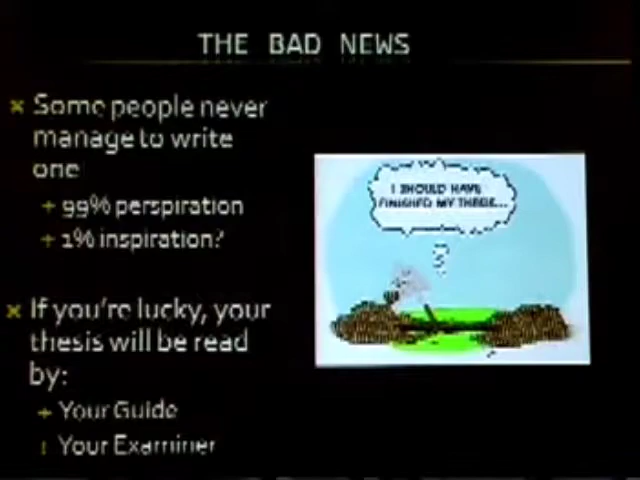 THE BAD NEWS
Some people never
manage to write
one
99% perspiration
1% inspiration?
I SHOULD HAVE
FINISHED MY THESIS...
If you're lucky, your
thesis will be read
by:
Your Guide
Your Examiner